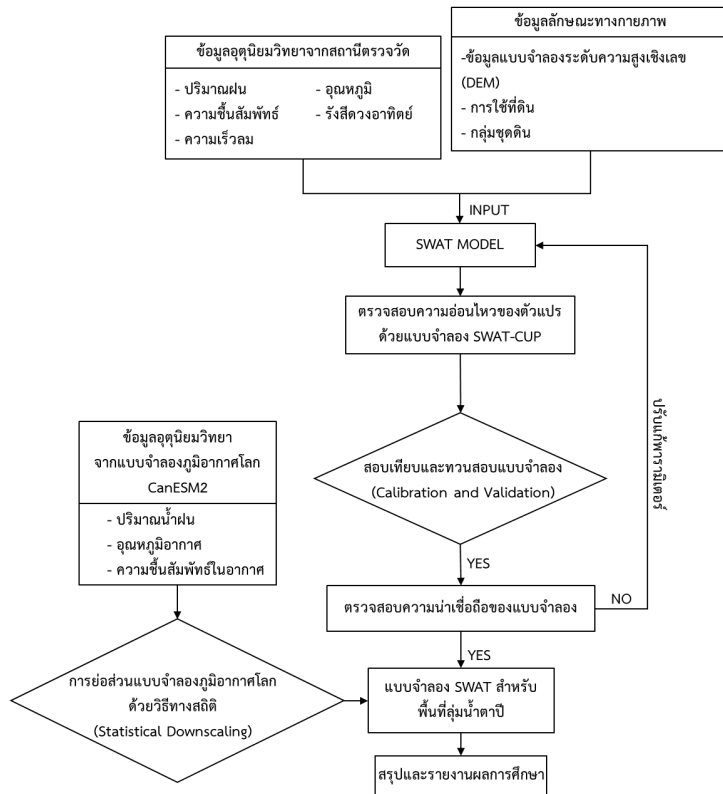 ข้อมูลลักษณะทางกายภาพ
-ข้อมูลแบบจำลองระดับความสูงเชิงเลข
(DEM)
- การใช้ที่ดิน
- กลุ่มชุดดิน
ข้อมูลอุตุนิยมวิทยาจากสถานีตรวจวัด
- ปริมาณฝน - อุณหภูมิ
- ความชื้นสัมพัทธ์ - รังสีดวงอาทิตย์
- ความเร็วลม
INPUT
SWAT MODEL
ตรวจสอบความอ่อนไหวของตัวแปร
ด้วยแบบจำลอง SWAT-CUP
สอบเทียบและทวนสอบแบบจำลอง
(Calibration and Validation)
ปรับแก้พารามิเตอร์
YES
ตรวจสอบความน่าเชื่อถือของแบบจำลอง
NO
YES
ข้อมูลอุตุนิยมวิทยา
จากแบบจำลองภูมิอากาศโลก
CanESM2
- ปริมาณน้ำฝน
- อุณหภูมิอากาศ
- ความชื้นสัมพัทธ์ในอากาศ
การย่อส่วนแบบจำลองภูมิอากาศโลก
ด้วยวิธีทางสถิติ
(Statistical Downscaling)
แบบจำลอง SWAT สำหรับ
พื้นที่ลุ่มน้ำตาปี
สรุปและรายงานผลการศึกษา